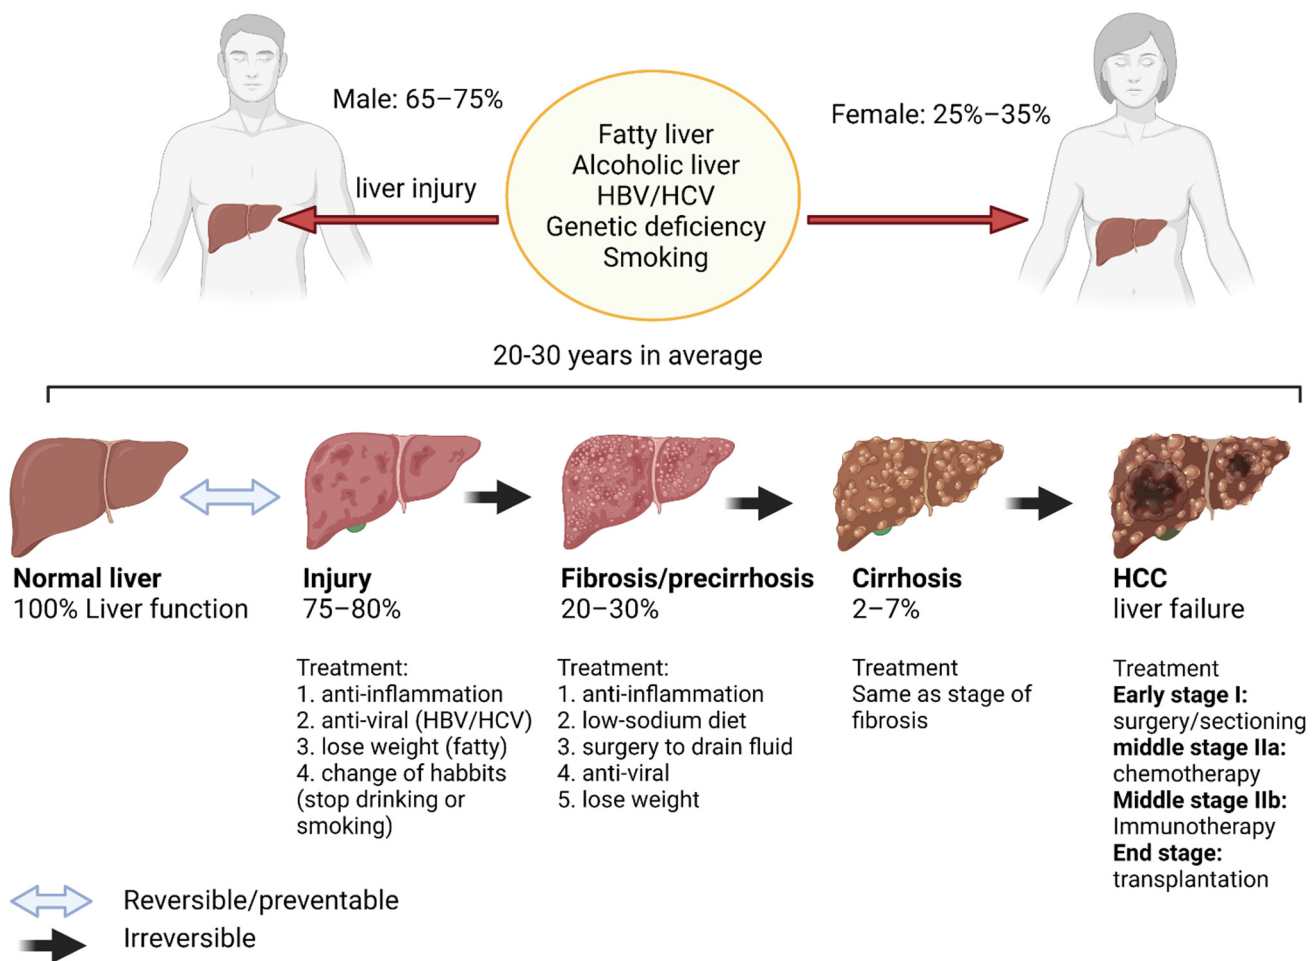 Male: 65–75%
Female: 25%–35%
liver injury
Fatty liver
Alcoholic liver
HBV/HCV
Genetic deficiency
Smoking
20-30 years in average
Normal liver
100% Liver function
Injury
75–80%
Treatment:
1. anti-inflammation
2. anti-viral (HBV/HCV)
3. lose weight (fatty)
4. change of habbits
(stop drinking or
smoking)
Fibrosis/precirrhosis
20–30%
Treatment:
1. anti-inflammation
2. low-sodium diet
3. surgery to drain fluid
4. anti-viral
5. lose weight
Cirrhosis
2–7%
Treatment
Same as stage of
fibrosis
HCC
liver failure
Treatment
Early stage I:
surgery/sectioning
middle stage IIa:
chemotherapy
Middle stage IIb:
Immunotherapy
End stage:
transplantation
Reversible/preventable
Irreversible